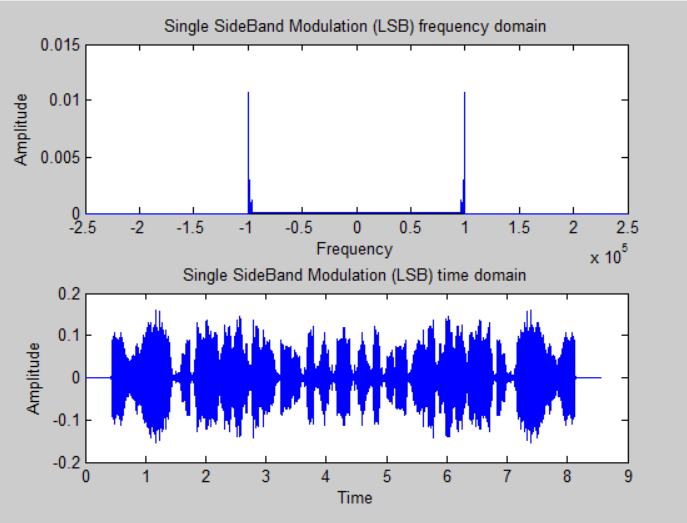 Single SideBand Modulation (LSB) frequency domain
0.015
0.01
0.005
0
Amplitude
-2.5 -2 -1.5 -1 -0.5 0 0.5 1 1.5 2 2.5
Frequency
x 10^5
Single SideBand Modulation (LSB) time domain
0.2
0.1
0
-0.1
-0.2
Amplitude
0 1 2 3 4 5 6 7 8 9
Time